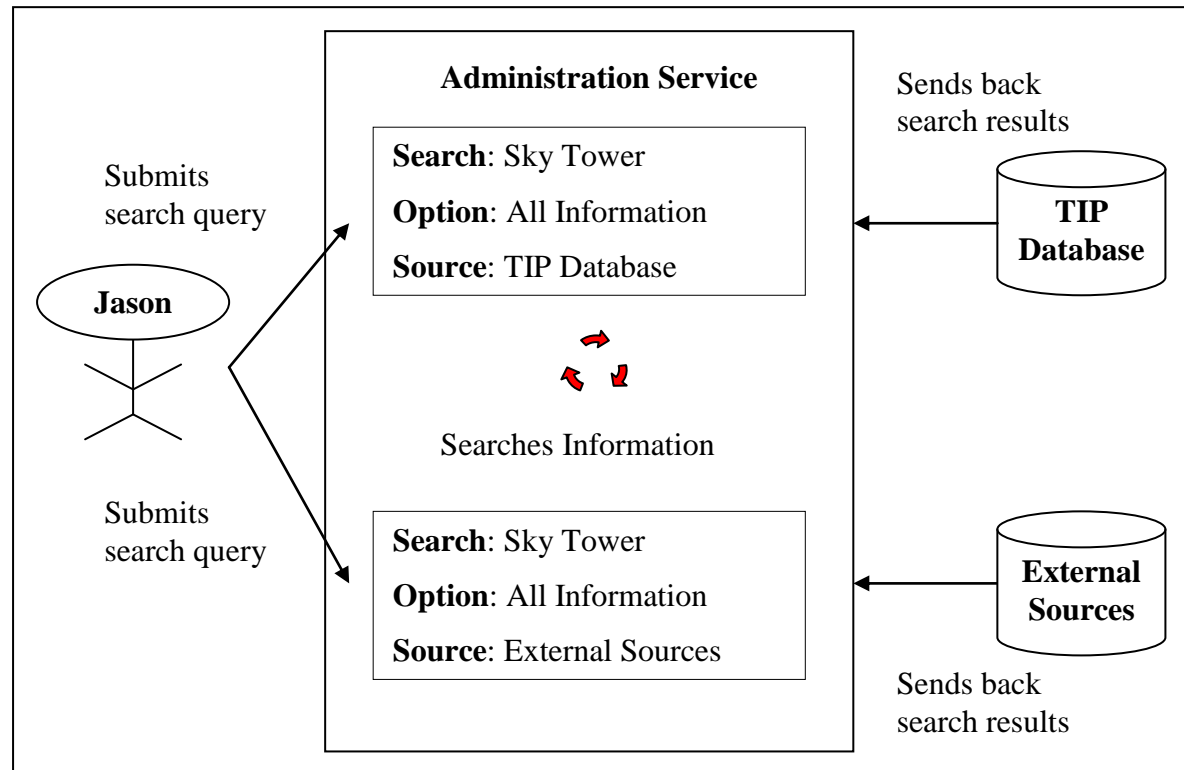 Administration Service
Sends back
search results
Submits
search query
Search: Sky Tower
Option: All Information
Source: TIP Database
TIP
Database
Jason
Searches Information
Submits
search query
Search: Sky Tower
Option: All Information
Source: External Sources
External
Sources
Sends back
search results